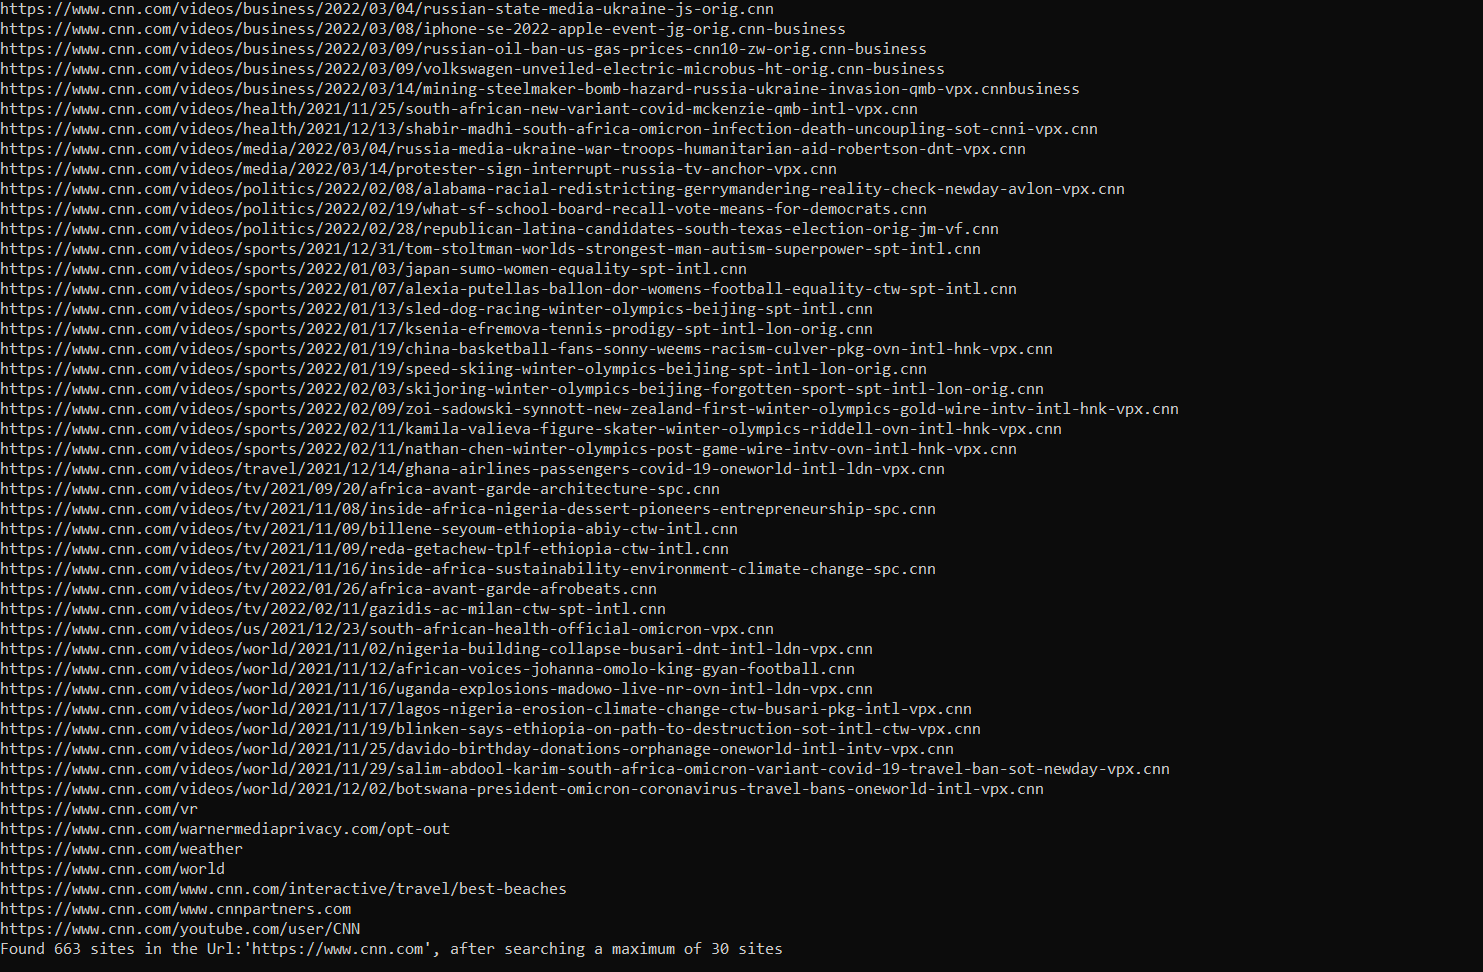 https://www.cnn.com/videos/business/2022/03/04/russian-state-media-ukraine-js-orig.cnn
https://www.cnn.com/videos/business/2022/03/08/iphone-se-2022-apple-event-jg-orig.cnn-business
https://www.cnn.com/videos/business/2022/03/09/russian-oil-ban-us-gas-prices-cnn10-zw-orig.cnn-business
https://www.cnn.com/videos/business/2022/03/09/volkswagen-unveiled-electric-microbus-ht-orig.cnn-business
https://www.cnn.com/videos/business/2022/03/14/mining-steelmaker-bomb-hazard-russia-ukraine-invasion-qmb-vpx.cnnbusiness
https://www.cnn.com/videos/health/2021/11/25/south-african-new-variant-covid-mckenzie-qmb-intl-vpx.cnn
https://www.cnn.com/videos/health/2021/12/13/shabir-madhi-south-africa-omicron-infection-death-uncoupling-sot-cnni-vpx.cnn
https://www.cnn.com/videos/media/2022/03/04/russia-media-ukraine-war-troops-humanitarian-aid-robertson-dnt-vpx.cnn
https://www.cnn.com/videos/media/2022/03/14/protester-sign-interrupt-russia-tv-anchor-vpx.cnn
https://www.cnn.com/videos/politics/2022/02/08/alabama-racial-redistricting-gerrymandering-reality-check-newday-avlon-vpx.cnn
https://www.cnn.com/videos/politics/2022/02/19/what-sf-school-board-recall-vote-means-for-democrats.cnn
https://www.cnn.com/videos/politics/2022/02/28/republican-latina-candidates-south-texas-election-orig-jm-vf.cnn
https://www.cnn.com/videos/sports/2021/12/31/tom-stoltman-worlds-strongest-man-autism-superpower-spt-intl.cnn
https://www.cnn.com/videos/sports/2022/01/03/japan-sumo-women-equality-spt-intl.cnn
https://www.cnn.com/videos/sports/2022/01/07/alexia-putellas-ballon-dor-womens-football-equality-ctw-spt-intl.cnn
https://www.cnn.com/videos/sports/2022/01/13/sled-dog-racing-winter-olympics-beijing-spt-intl.cnn
https://www.cnn.com/videos/sports/2022/01/17/ksenia-efremova-tennis-prodigy-spt-intl-lon-orig.cnn
https://www.cnn.com/videos/sports/2022/01/19/china-basketball-fans-sonny-weems-racism-culver-pkg-ovn-intl-hnk-vpx.cnn
https://www.cnn.com/videos/sports/2022/01/19/speed-skiing-winter-olympics-beijing-spt-intl-lon-orig.cnn
https://www.cnn.com/videos/sports/2022/02/03/skijoring-winter-olympics-beijing-forgotten-sport-spt-intl-lon-orig.cnn
https://www.cnn.com/videos/sports/2022/02/09/zoi-sadowski-synnott-new-zealand-first-winter-olympics-gold-wire-intv-intl-hnk-vpx.cnn
https://www.cnn.com/videos/sports/2022/02/11/kamila-valieva-figure-skater-winter-olympics-riddell-ovn-intl-hnk-vpx.cnn
https://www.cnn.com/videos/sports/2022/02/11/nathan-chen-winter-olympics-post-game-wire-intv-ovn-intl-hnk-vpx.cnn
https://www.cnn.com/videos/travel/2021/12/14/ghana-airlines-passengers-covid-19-oneworld-intl-ldn-vpx.cnn
https://www.cnn.com/videos/tv/2021/09/20/africa-avant-garde-architecture-spc.cnn
https://www.cnn.com/videos/tv/2021/11/08/inside-africa-nigeria-dessert-pioneers-entrepreneurship-spc.cnn
https://www.cnn.com/videos/tv/2021/11/09/billene-seyoum-ethiopia-abiy-ctw-intl.cnn
https://www.cnn.com/videos/tv/2021/11/09/reda-getachew-tplf-ethiopia-ctw-intl.cnn
https://www.cnn.com/videos/tv/2021/11/16/inside-africa-sustainability-environment-climate-change-spc.cnn
https://www.cnn.com/videos/tv/2022/01/26/africa-avant-garde-afrobeats.cnn
https://www.cnn.com/videos/tv/2022/02/11/gazidis-ac-milan-ctw-spt-intl.cnn
https://www.cnn.com/videos/us/2021/12/23/south-african-health-official-omicron-vpx.cnn
https://www.cnn.com/videos/world/2021/11/02/nigeria-building-collapse-busari-dnt-intl-ldn-vpx.cnn
https://www.cnn.com/videos/world/2021/11/12/african-voices-johanna-omolo-king-gyan-football.cnn
https://www.cnn.com/videos/world/2021/11/16/uganda-explosions-madowo-live-nr-ovn-intl-ldn-vpx.cnn
https://www.cnn.com/videos/world/2021/11/17/lagos-nigeria-erosion-climate-change-ctw-busari-pkg-intl-vpx.cnn
https://www.cnn.com/videos/world/2021/11/19/blinken-says-ethiopia-on-path-to-destruction-sot-intl-ctw-vpx.cnn
https://www.cnn.com/videos/world/2021/11/25/davido-birthday-donations-orphanage-oneworld-intl-intv-vpx.cnn
https://www.cnn.com/videos/world/2021/11/29/salim-abdool-karim-south-africa-omicron-variant-covid-19-travel-ban-sot-newday-vpx.cnn
https://www.cnn.com/videos/world/2021/12/02/botswana-president-omicron-coronavirus-travel-bans-oneworld-intl-vpx.cnn
https://www.cnn.com/vr
https://www.cnn.com/warnermediaprivacy.com/opt-out
https://www.cnn.com/weather
https://www.cnn.com/world
https://www.cnn.com/www.cnn.com/interactive/travel/best-beaches
https://www.cnn.com/www.cnnpartners.com
https://www.cnn.com/youtube.com/user/CNN
Found 663 sites in the Url:'https://www.cnn.com', after searching a maximum of 30 sites